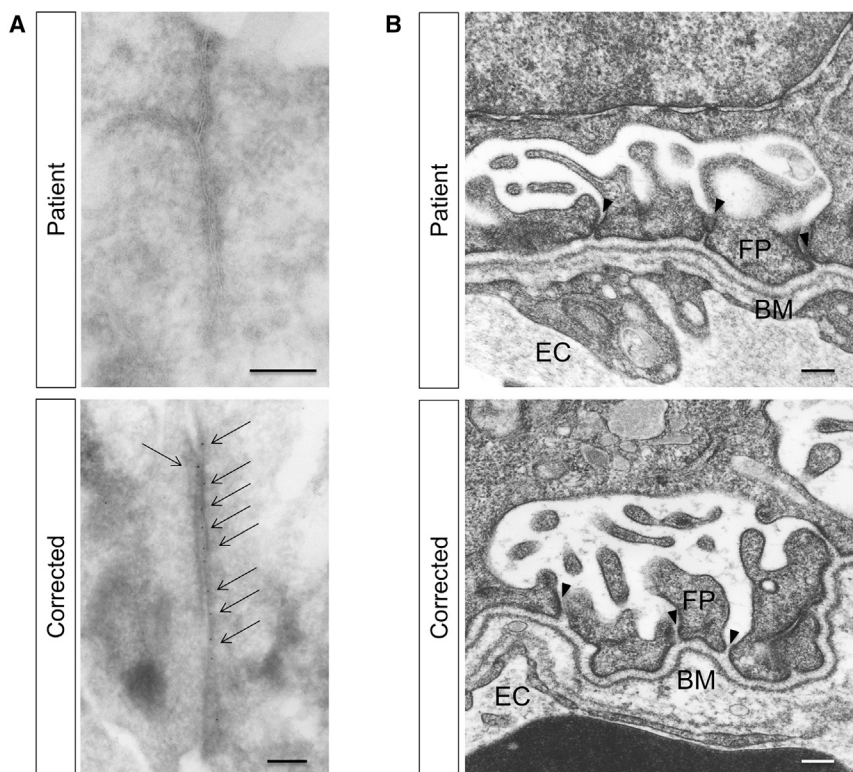 A
B
Patient
Patient
FP
BM
EC
Corrected
Corrected
FP
BM
EC